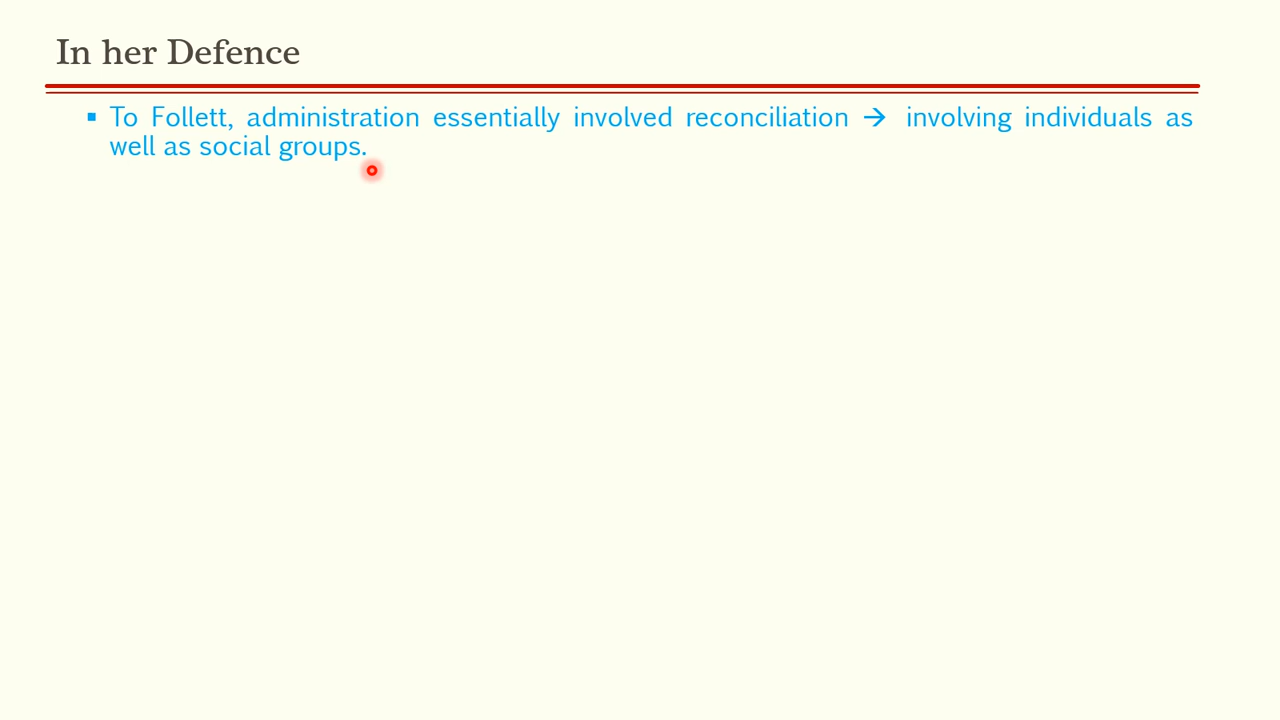 In her Defence
▪ To Follett, administration essentially involved reconciliation → involving individuals as
well as social groups.